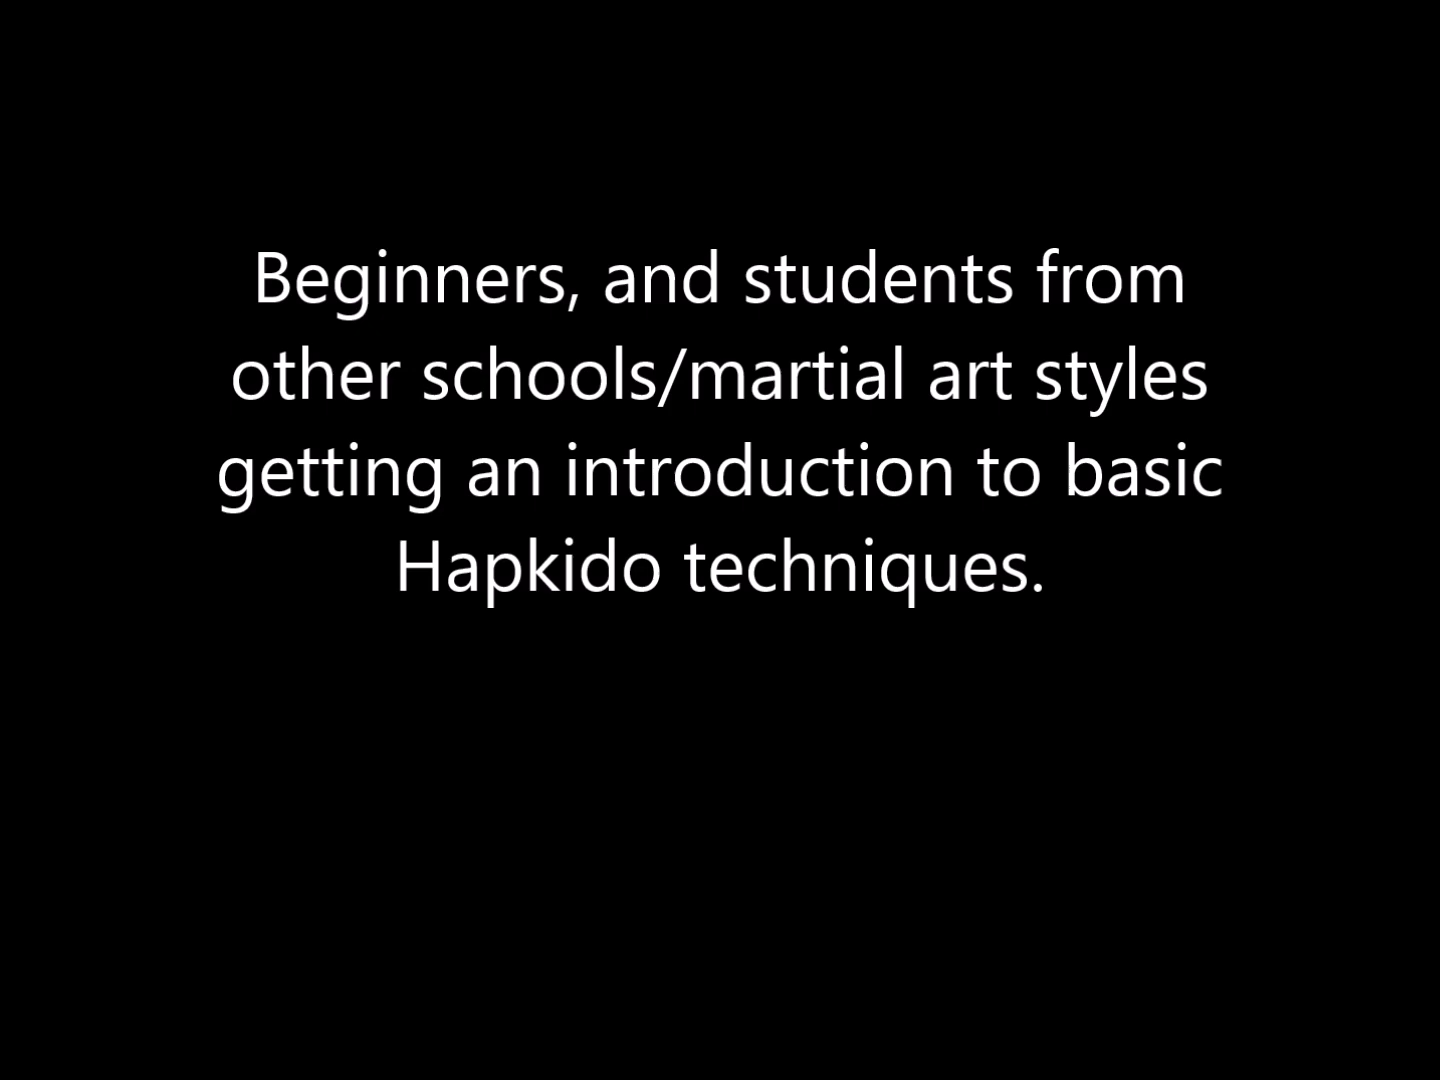 Beginners, and students from
other schools/martial art styles
getting an introduction to basic
Hapkido techniques.